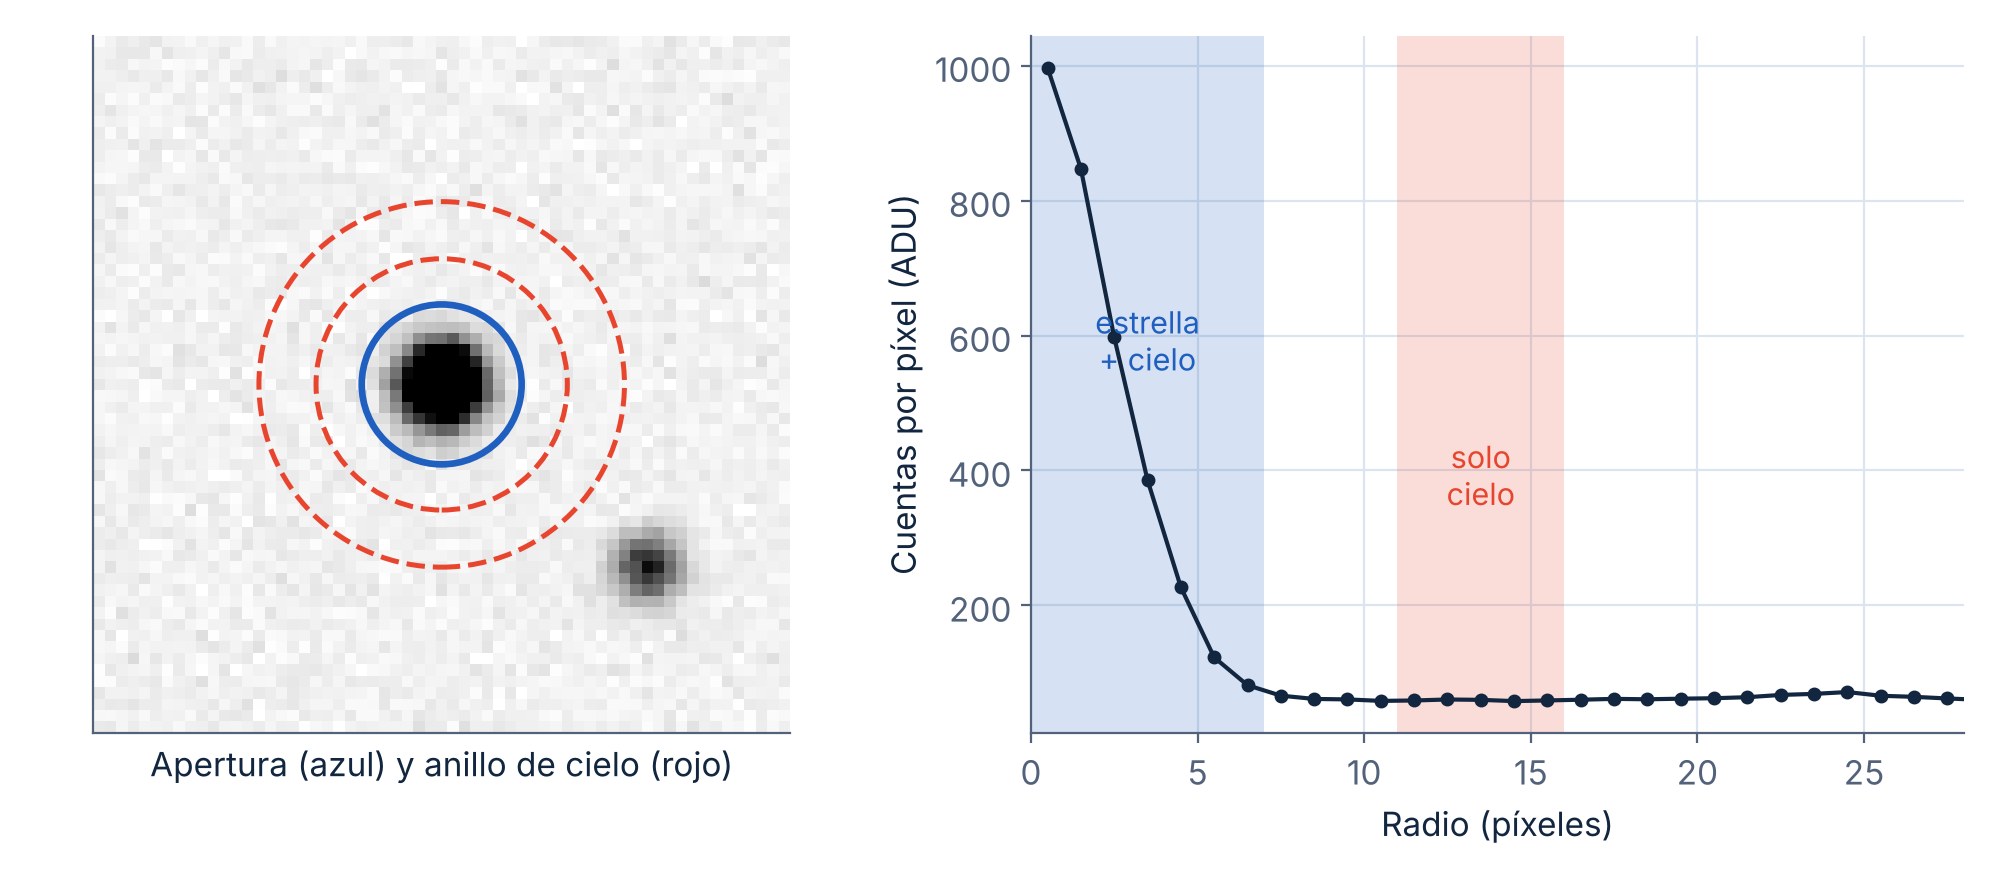 Apertura (azul) y anillo de cielo (rojo)
Cuentas por píxel (ADU)
1000
800
600
400
200
estrella
+ cielo
solo
cielo
0 5 10 15 20 25
Radio (píxeles)